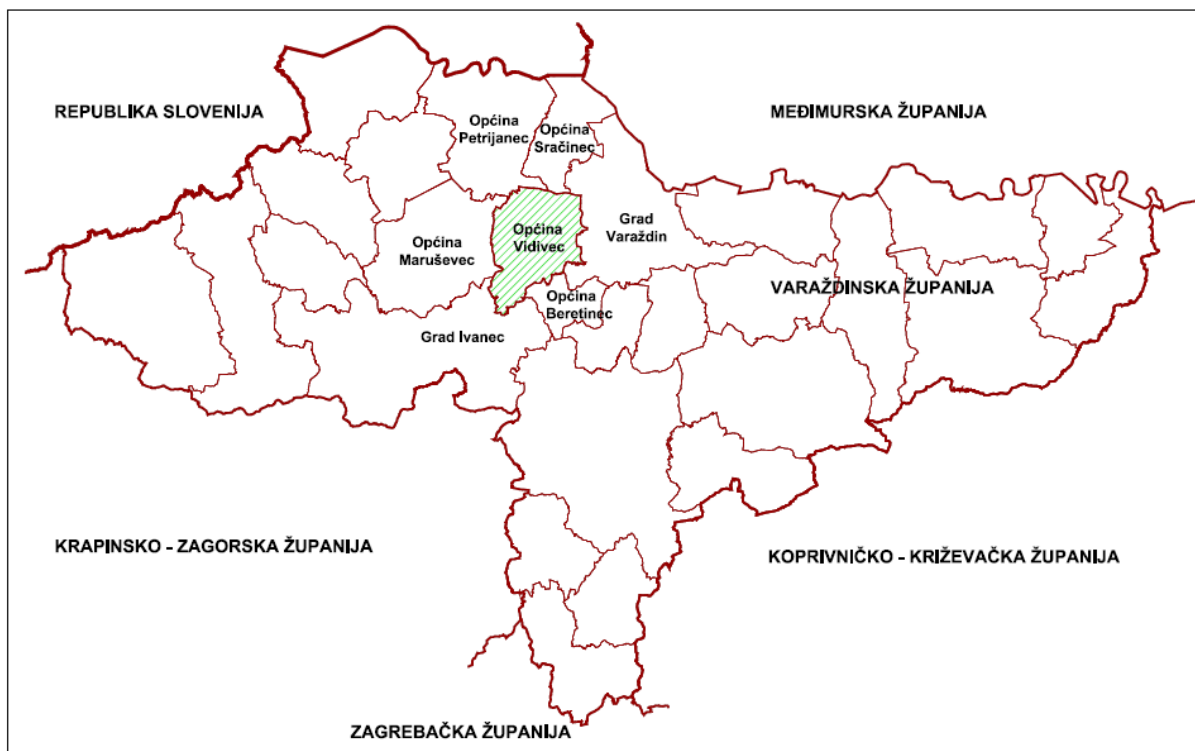 REPUBLIKA SLOVENIJA
MEĐIMURSKA ŽUPANIJA
Općina
Petrijanec
Općina
Sračinec
Općina
Vidivec
Grad
Varaždin
Općina
Maruševec
VARAŽDINSKA ŽUPANIJA
Općina
Beretinec
Grad Ivanec
KRAPINSKO - ZAGORSKA ŽUPANIJA
KOPRIVNIČKO - KRIŽEVAČKA ŽUPANIJA
ZAGREBAČKA ŽUPANIJA